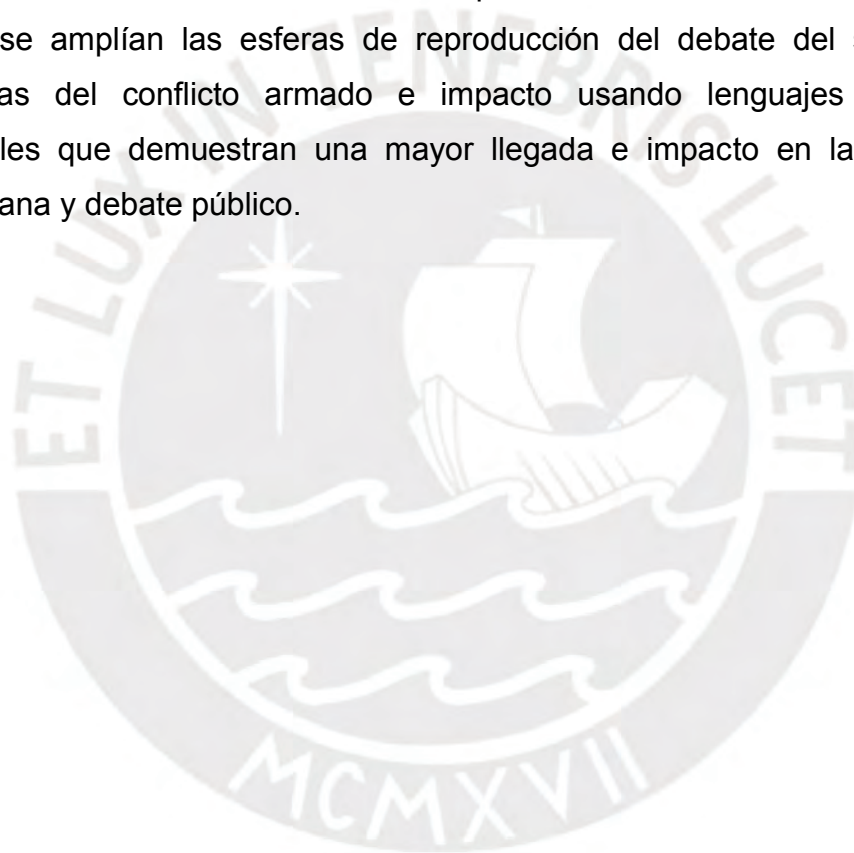 se amplían las esferas de reproducción del debate del
as del conflicto armado e impacto usando lenguajes
les que demuestran una mayor llegada e impacto en la
ana y debate público.
ET LUX IN TENEBRIS LUCET
MCMXVII